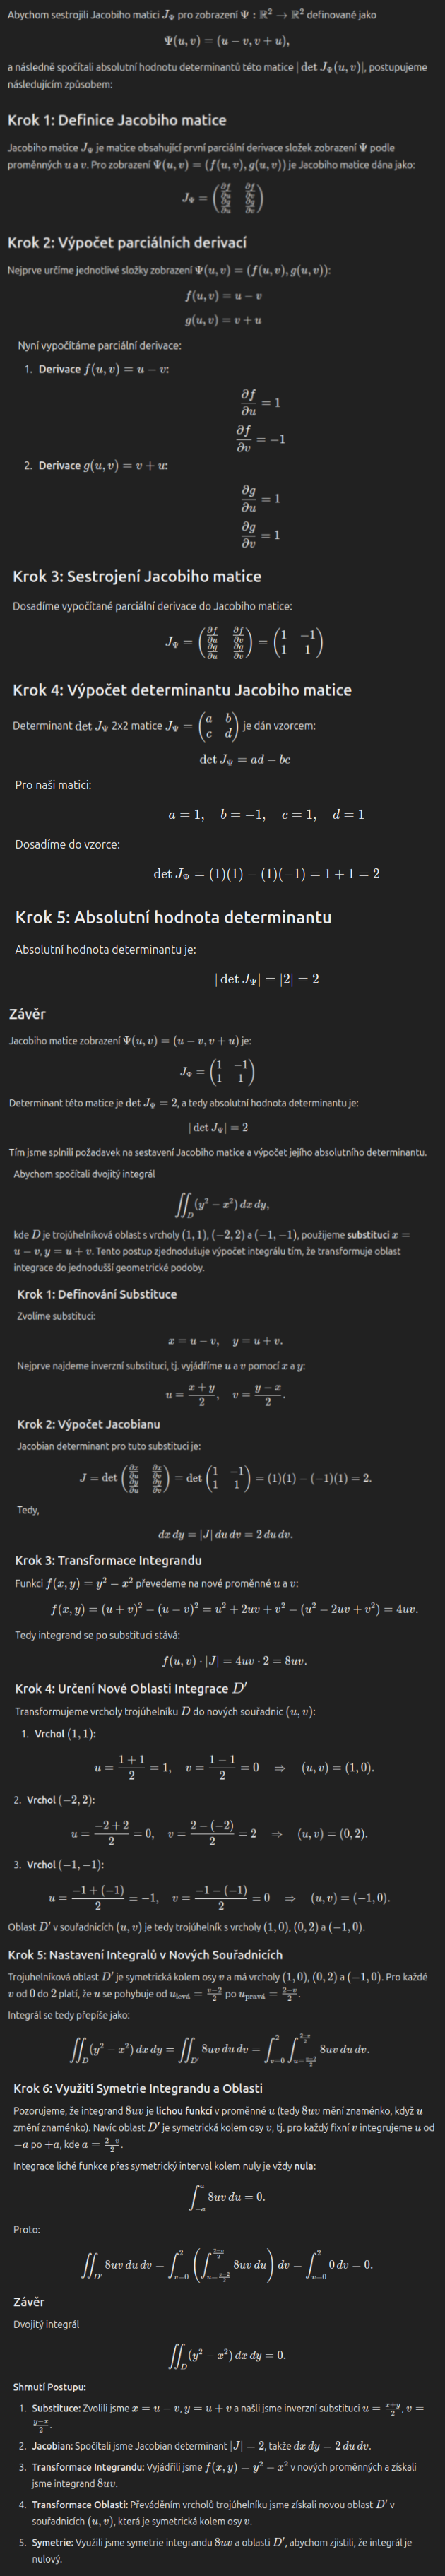 Abychom sestrojili Jacobiho matici J_Ψ pro zobrazení Ψ : ℝ² → ℝ² definované jako
Ψ(u, v) = (u − v, v + u),
a následně spočítali absolutní hodnotu determinantů této matice | det J_Ψ(u, v)|, postupujeme
následujícím způsobem:
Krok 1: Definice Jacobiho matice
Jacobiho matice J_Ψ je matice obsahující první parciální derivace složek zobrazení Ψ podle
proměnných u a v. Pro zobrazení Ψ(u, v) = (f(u, v), g(u, v)) je Jacobiho matice dána jako:
J_Ψ = (∂f/∂u ∂f/∂v ; ∂g/∂u ∂g/∂v)
Krok 2: Výpočet parciálních derivací
Nejprve určíme jednotlivé složky zobrazení Ψ(u, v) = (f(u, v), g(u, v)):
f(u, v) = u − v
g(u, v) = v + u
Nyní vypočítáme parciální derivace:
1. Derivace f(u, v) = u − v:
∂f/∂u = 1
∂f/∂v = −1
2. Derivace g(u, v) = v + u:
∂g/∂u = 1
∂g/∂v = 1
Krok 3: Sestrojení Jacobiho matice
Dosadíme vypočítané parciální derivace do Jacobiho matice:
J_Ψ = (∂f/∂u ∂f/∂v ; ∂g/∂u ∂g/∂v) = (1 −1 ; 1 1)
Krok 4: Výpočet determinantu Jacobiho matice
Determinant det J_Ψ 2x2 matice J_Ψ = (a b ; c d) je dán vzorcem:
det J_Ψ = ad − bc
Pro naši matici:
a = 1, b = −1, c = 1, d = 1
Dosadíme do vzorce:
det J_Ψ = (1)(1) − (1)(−1) = 1 + 1 = 2
Krok 5: Absolutní hodnota determinantu
Absolutní hodnota determinantu je:
| det J_Ψ| = |2| = 2
Závěr
Jacobiho matice zobrazení Ψ(u, v) = (u − v, v + u) je:
J_Ψ = (1 −1 ; 1 1)
Determinant této matice je det J_Ψ = 2, a tedy absolutní hodnota determinantu je:
| det J_Ψ| = 2
Tím jsme splnili požadavek na sestavení Jacobiho matice a výpočet jejího absolutního determinantu.
Abychom spočítali dvojitý integrál
∬_D (y² − x²) dx dy,
kde D je trojúhelníková oblast s vrcholy (1, 1), (−2, 2) a (−1, −1), použijeme substituci x =
u − v, y = u + v. Tento postup zjednodušuje výpočet integrálu tím, že transformuje oblast
integrace do jednodušší geometrické podoby.
Krok 1: Definování Substituce
Zvolíme substituci:
x = u − v, y = u + v.
Nejprve najdeme inverzní substituci, tj. vyjádříme u a v pomocí x a y:
u = (x + y)/2, v = (y − x)/2.
Krok 2: Výpočet Jacobianu
Jacobian determinant pro tuto substituci je:
J = det (∂x/∂u ∂x/∂v ; ∂y/∂u ∂y/∂v) = det (1 −1 ; 1 1) = (1)(1) − (−1)(1) = 2.
Tedy,
dx dy = |J| du dv = 2 du dv.
Krok 3: Transformace Integrandu
Funkci f(x, y) = y² − x² převedeme na nové proměnné u a v:
f(x, y) = (u + v)² − (u − v)² = u² + 2uv + v² − (u² − 2uv + v²) = 4uv.
Tedy integrand se po substituci stává:
f(u, v) · |J| = 4uv · 2 = 8uv.
Krok 4: Určení Nové Oblasti Integrace D′
Transformujeme vrcholy trojúhelníku D do nových souřadnic (u, v):
1. Vrchol (1, 1):
u = (1 + 1)/2 = 1, v = (1 − 1)/2 = 0 ⇒ (u, v) = (1, 0).
2. Vrchol (−2, 2):
u = (−2 + 2)/2 = 0, v = (2 − (−2))/2 = 2 ⇒ (u, v) = (0, 2).
3. Vrchol (−1, −1):
u = (−1 + (−1))/2 = −1, v = (−1 − (−1))/2 = 0 ⇒ (u, v) = (−1, 0).
Oblast D′ v souřadnicích (u, v) je tedy trojúhelník s vrcholy (1, 0), (0, 2) a (−1, 0).
Krok 5: Nastavení Integralů v Nových Souřadnicích
Trojuhelníková oblast D′ je symetrická kolem osy v a má vrcholy (1, 0), (0, 2) a (−1, 0). Pro každé
v od 0 do 2 platí, že u se pohybuje od u_levá = (v−2)/2 po u_pravá = (2−v)/2.
Integrál se tedy přepíše jako:
∬_D (y² − x²) dx dy = ∬_D′ 8uv du dv = ∫_{v=0}^{2} ∫_{u=(v−2)/2}^{(2−v)/2} 8uv du dv.
Krok 6: Využití Symetrie Integrandu a Oblasti
Pozorujeme, že integrand 8uv je lichou funkcí v proměnné u (tedy 8uv mění znaménko, když u
změní znaménko). Navíc oblast D′ je symetrická kolem osy v, tj. pro každý fixní v integrujeme u od
−a po +a, kde a = (2−v)/2.
Integrace liché funkce přes symetrický interval kolem nuly je vždy nula:
∫_{−a}^{a} 8uv du = 0.
Proto:
∬_D′ 8uv du dv = ∫_{v=0}^{2} (∫_{u=(v−2)/2}^{(2−v)/2} 8uv du) dv = ∫_{v=0}^{2} 0 dv = 0.
Závěr
Dvojitý integrál
∬_D (y² − x²) dx dy = 0.
Shrnutí Postupu:
1. Substituce: Zvolili jsme x = u − v, y = u + v a našli jsme inverzní substituci u = (x+y)/2, v =
(y−x)/2.
2. Jacobian: Spočítali jsme Jacobian determinant |J| = 2, takže dx dy = 2 du dv.
3. Transformace Integrandu: Vyjádřili jsme f(x, y) = y² − x² v nových proměnných a získali
jsme integrand 8uv.
4. Transformace Oblasti: Převáděním vrcholů trojúhelníku jsme získali novou oblast D′ v
souřadnicích (u, v), která je symetrická kolem osy v.
5. Symetrie: Využili jsme symetrie integrandu 8uv a oblasti D′, abychom zjistili, že integrál je
nulový.